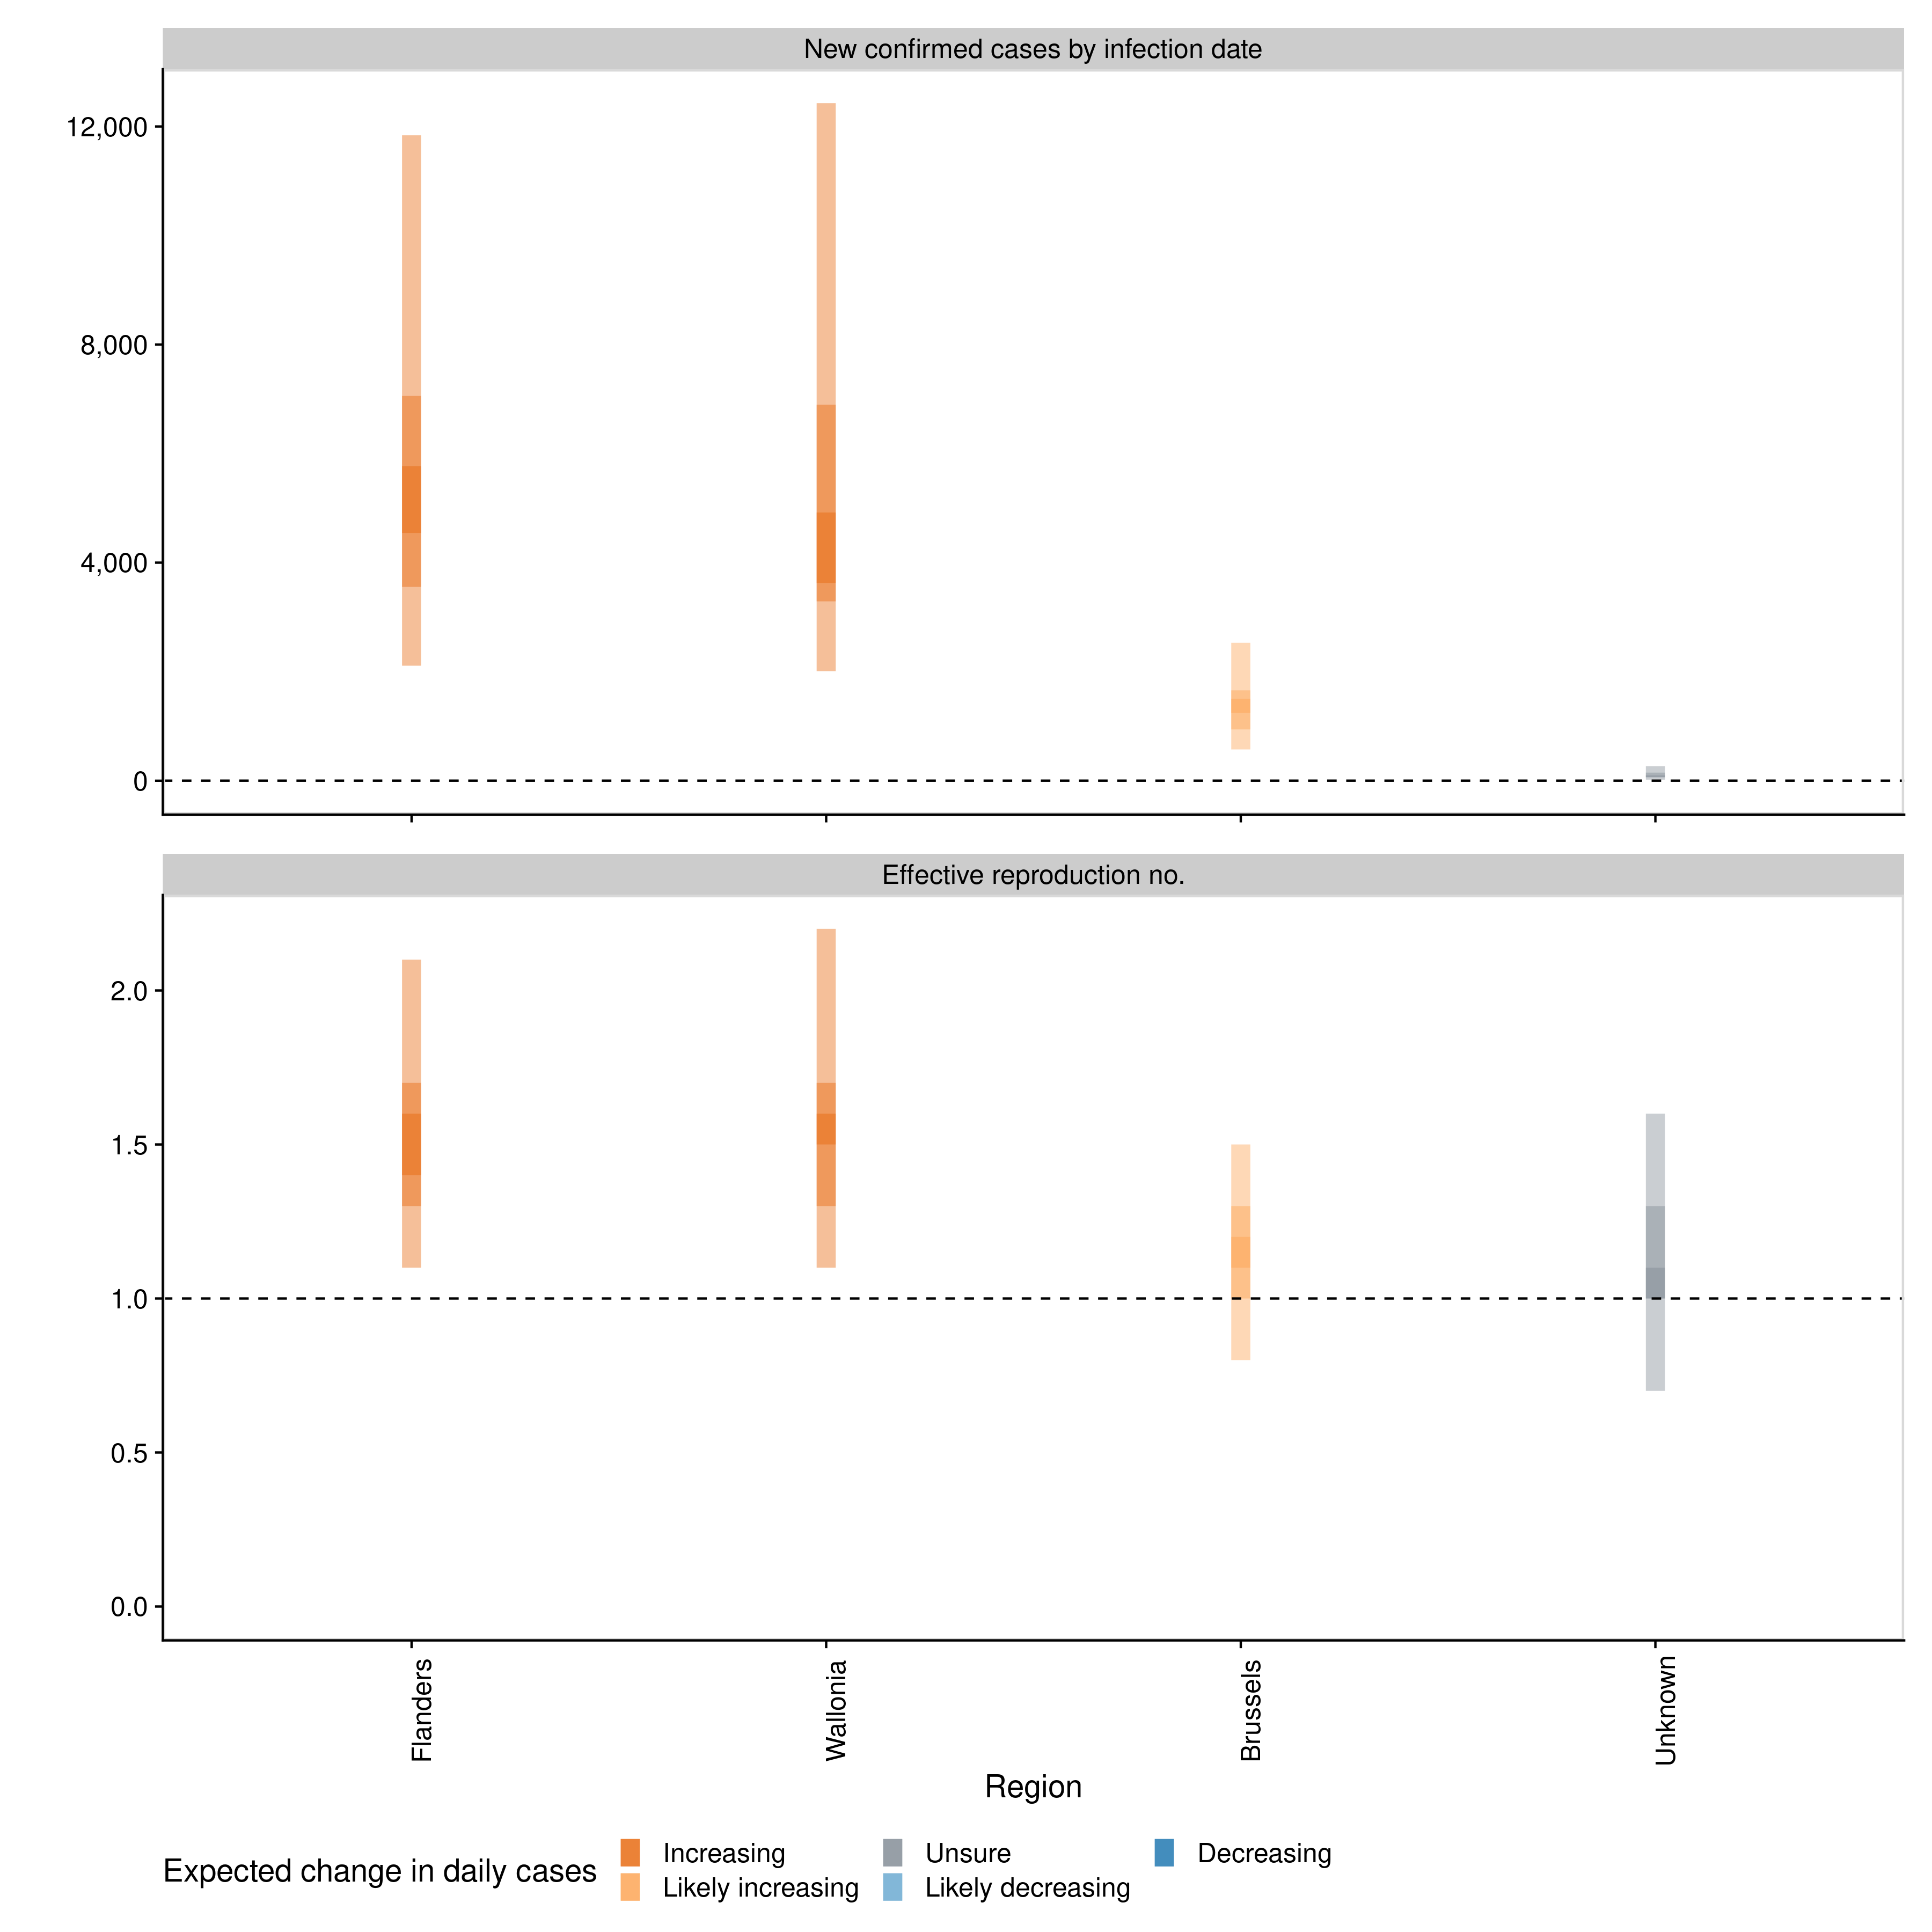 New confirmed cases by infection date
12,000
8,000
4,000
0
Effective reproduction no.
2.0
1.5
1.0
0.5
0.0
Flanders
Wallonia
Brussels
Unknown
Region
Expected change in daily cases
Increasing
Unsure
Decreasing
Likely increasing
Likely decreasing